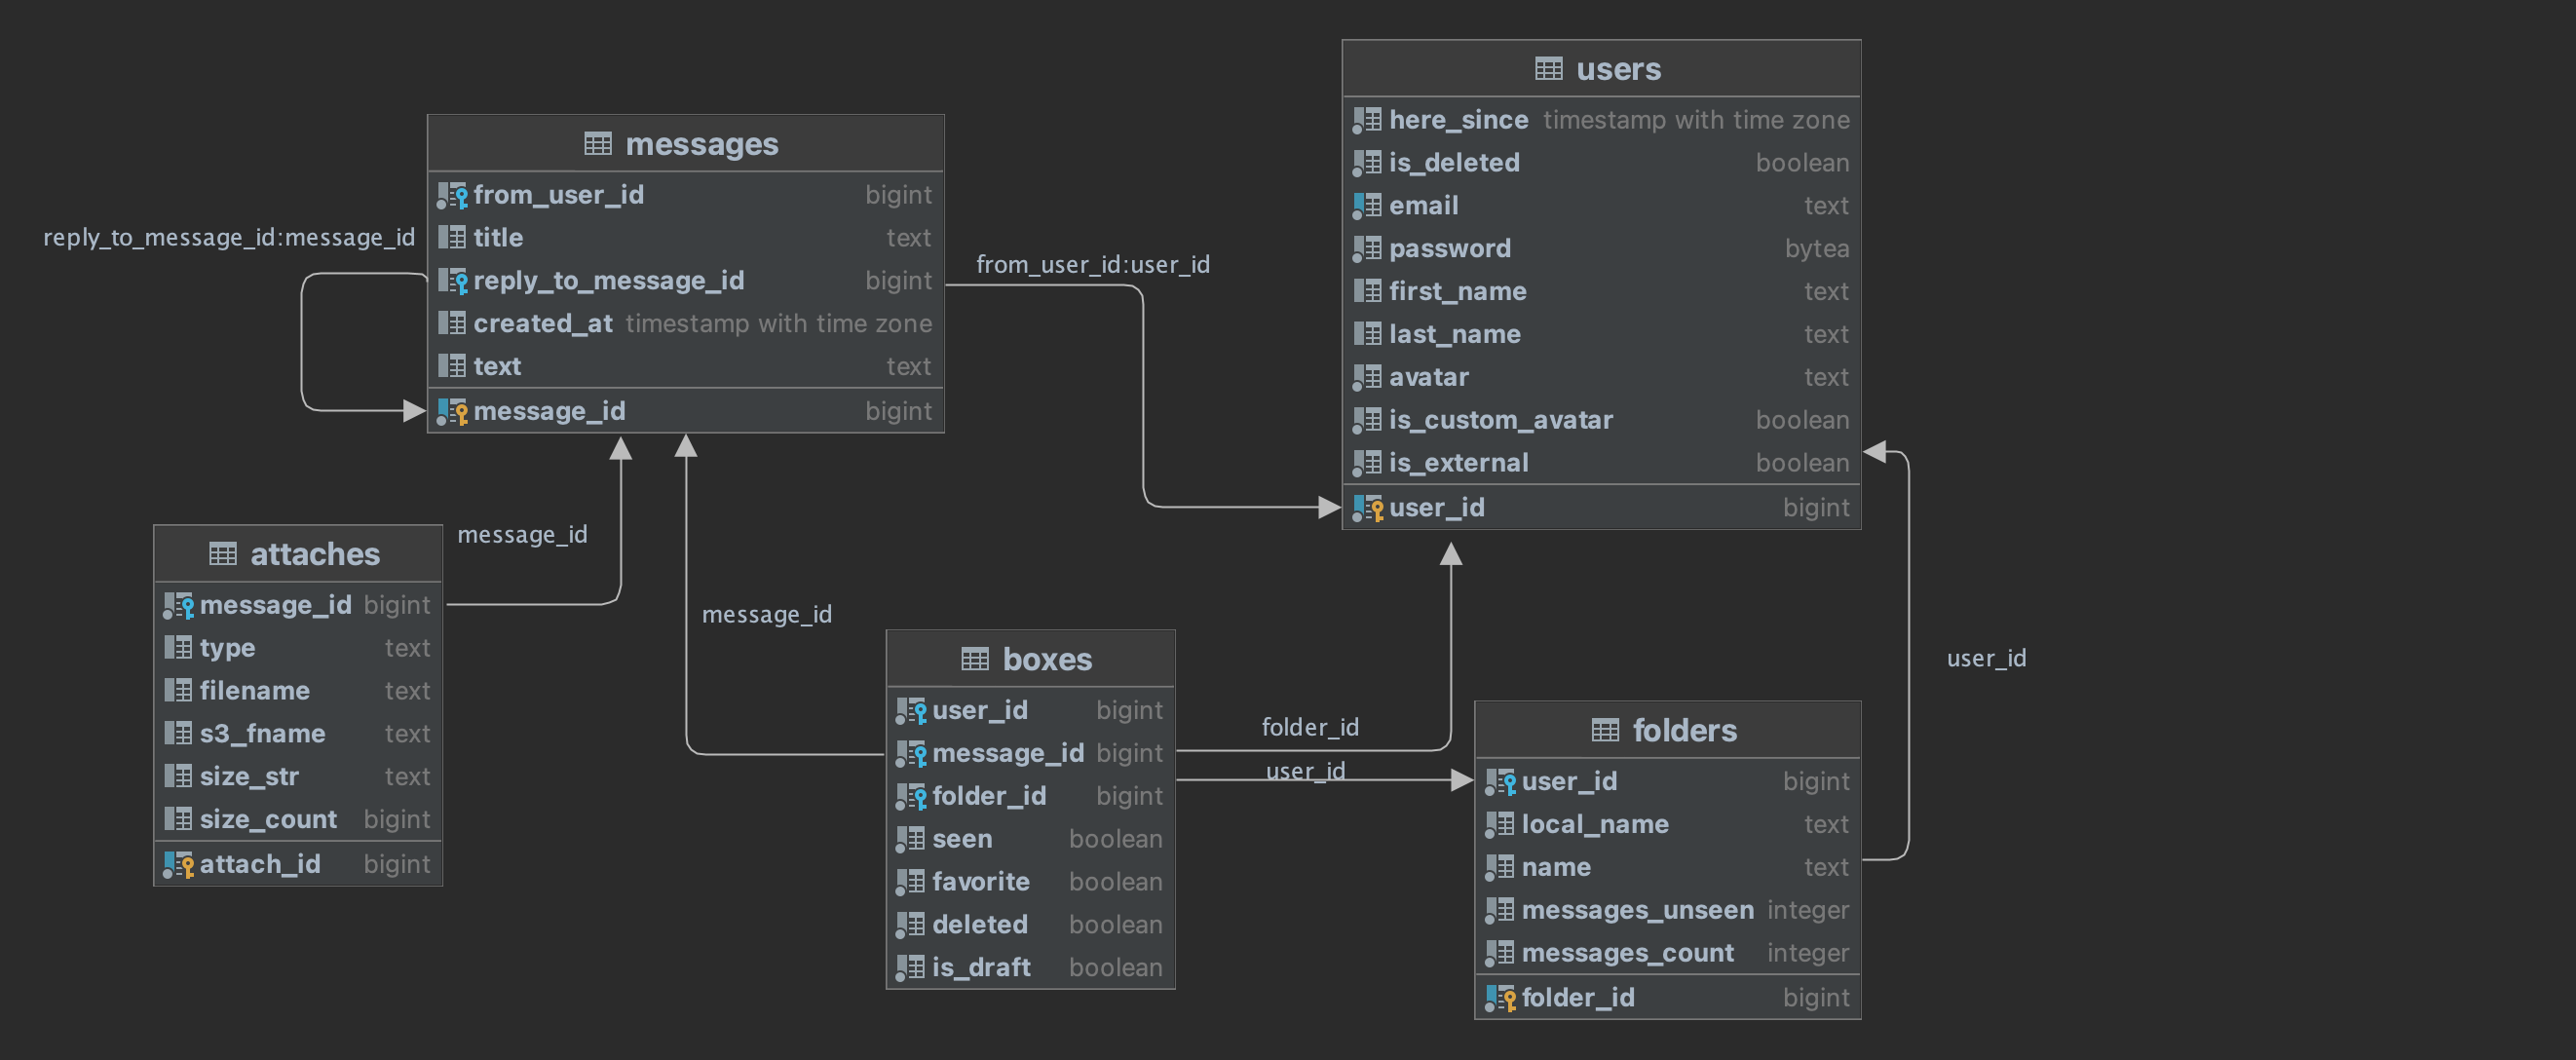 users
here_since timestamp with time zone
is_deleted boolean
email text
password bytea
first_name text
last_name text
avatar text
is_custom_avatar boolean
is_external boolean
user_id bigint
messages
from_user_id bigint
title text
reply_to_message_id bigint
created_at timestamp with time zone
text text
message_id bigint
reply_to_message_id:message_id
from_user_id:user_id
attaches
message_id bigint
type text
filename text
s3_fname text
size_str text
size_count bigint
attach_id bigint
message_id
message_id
boxes
user_id bigint
message_id bigint
folder_id bigint
seen boolean
favorite boolean
deleted boolean
is_draft boolean
folder_id
user_id
user_id
folders
user_id bigint
local_name text
name text
messages_unseen integer
messages_count integer
folder_id bigint